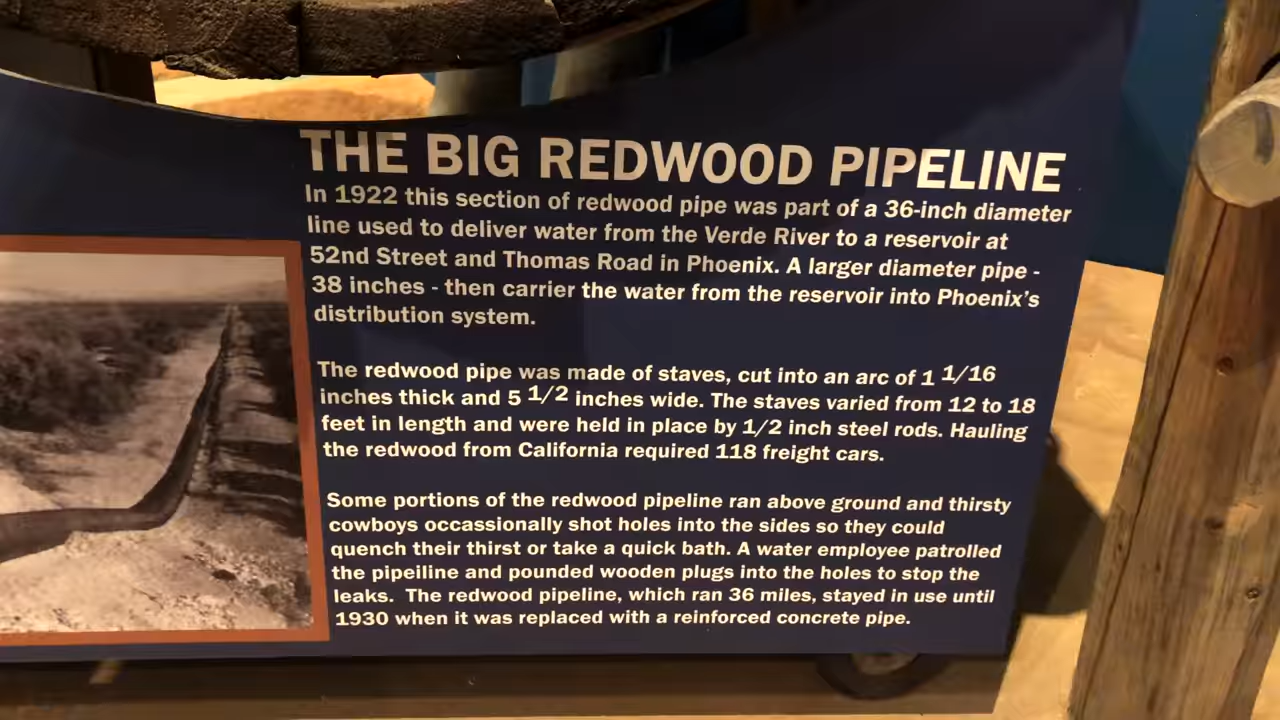 THE BIG REDWOOD PIPELINE
In 1922 this section of redwood pipe was part of a 36-inch diameter
line used to deliver water from the Verde River to a reservoir at
52nd Street and Thomas Road in Phoenix. A larger diameter pipe -
38 inches - then carrier the water from the reservoir into Phoenix's
distribution system.
The redwood pipe was made of staves, cut into an arc of 1 1/16
inches thick and 5 1/2 inches wide. The staves varied from 12 to 18
feet in length and were held in place by 1/2 inch steel rods. Hauling
the redwood from California required 118 freight cars.
Some portions of the redwood pipeline ran above ground and thirsty
cowboys occassionally shot holes into the sides so they could
quench their thirst or take a quick bath. A water employee patrolled
the pipeiline and pounded wooden plugs into the holes to stop the
leaks. The redwood pipeline, which ran 36 miles, stayed in use until
1930 when it was replaced with a reinforced concrete pipe.